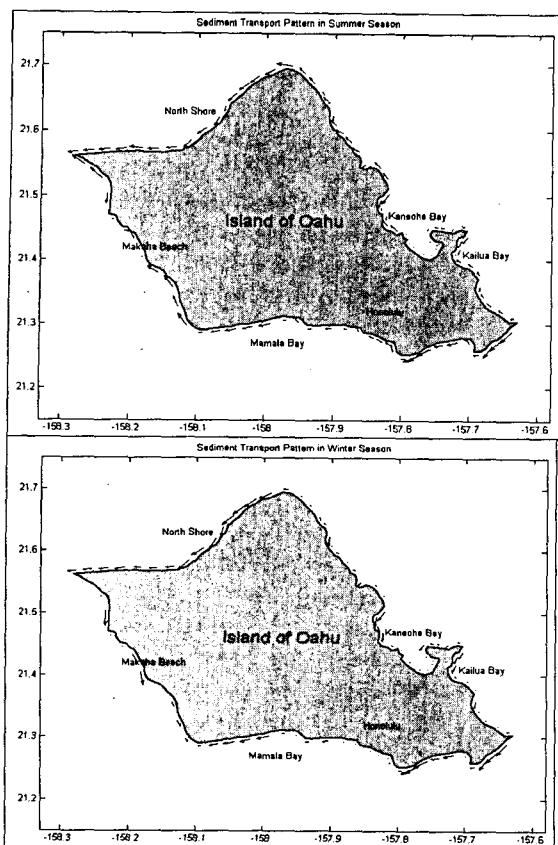 Sediment Transport Pattern in Summer Season
21.7
North Shore
21.6
21.5
Island of Oahu
Kaneohe Bay
Makaha Beach
Kailua Bay
21.4
21.3
Honolulu
Mamala Bay
21.2
-158.3 -158.2 -158.1 -158 -157.9 -157.8 -157.7 -157.6
Sediment Transport Pattern in Winter Season
21.7
North Shore
21.6
21.5
Island of Oahu
Kaneohe Bay
Makaha Beach
Kailua Bay
21.4
Honolulu
21.3
Mamala Bay
21.2
-158.3 -158.2 -158.1 -158 -157.9 -157.8 -157.7 -157.6